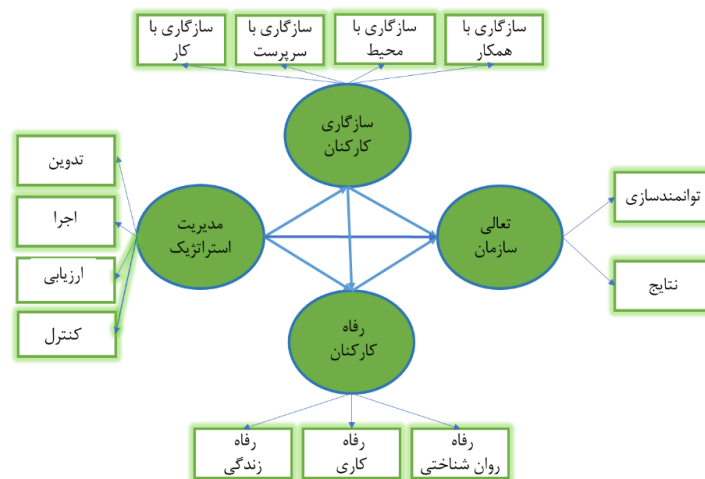 سازگاری با
همکار
سازگاری با
محیط
سازگاری با
سرپرست
سازگاری با
کار
سازگاری
کارکنان
تدوین
اجرا
ارزیابی
کنترل
مدیریت
استراتژیک
تعالی
سازمان
توانمندسازی
نتایج
رفاه
کارکنان
رفاه
روان شناختی
رفاه
کاری
رفاه
زندگی